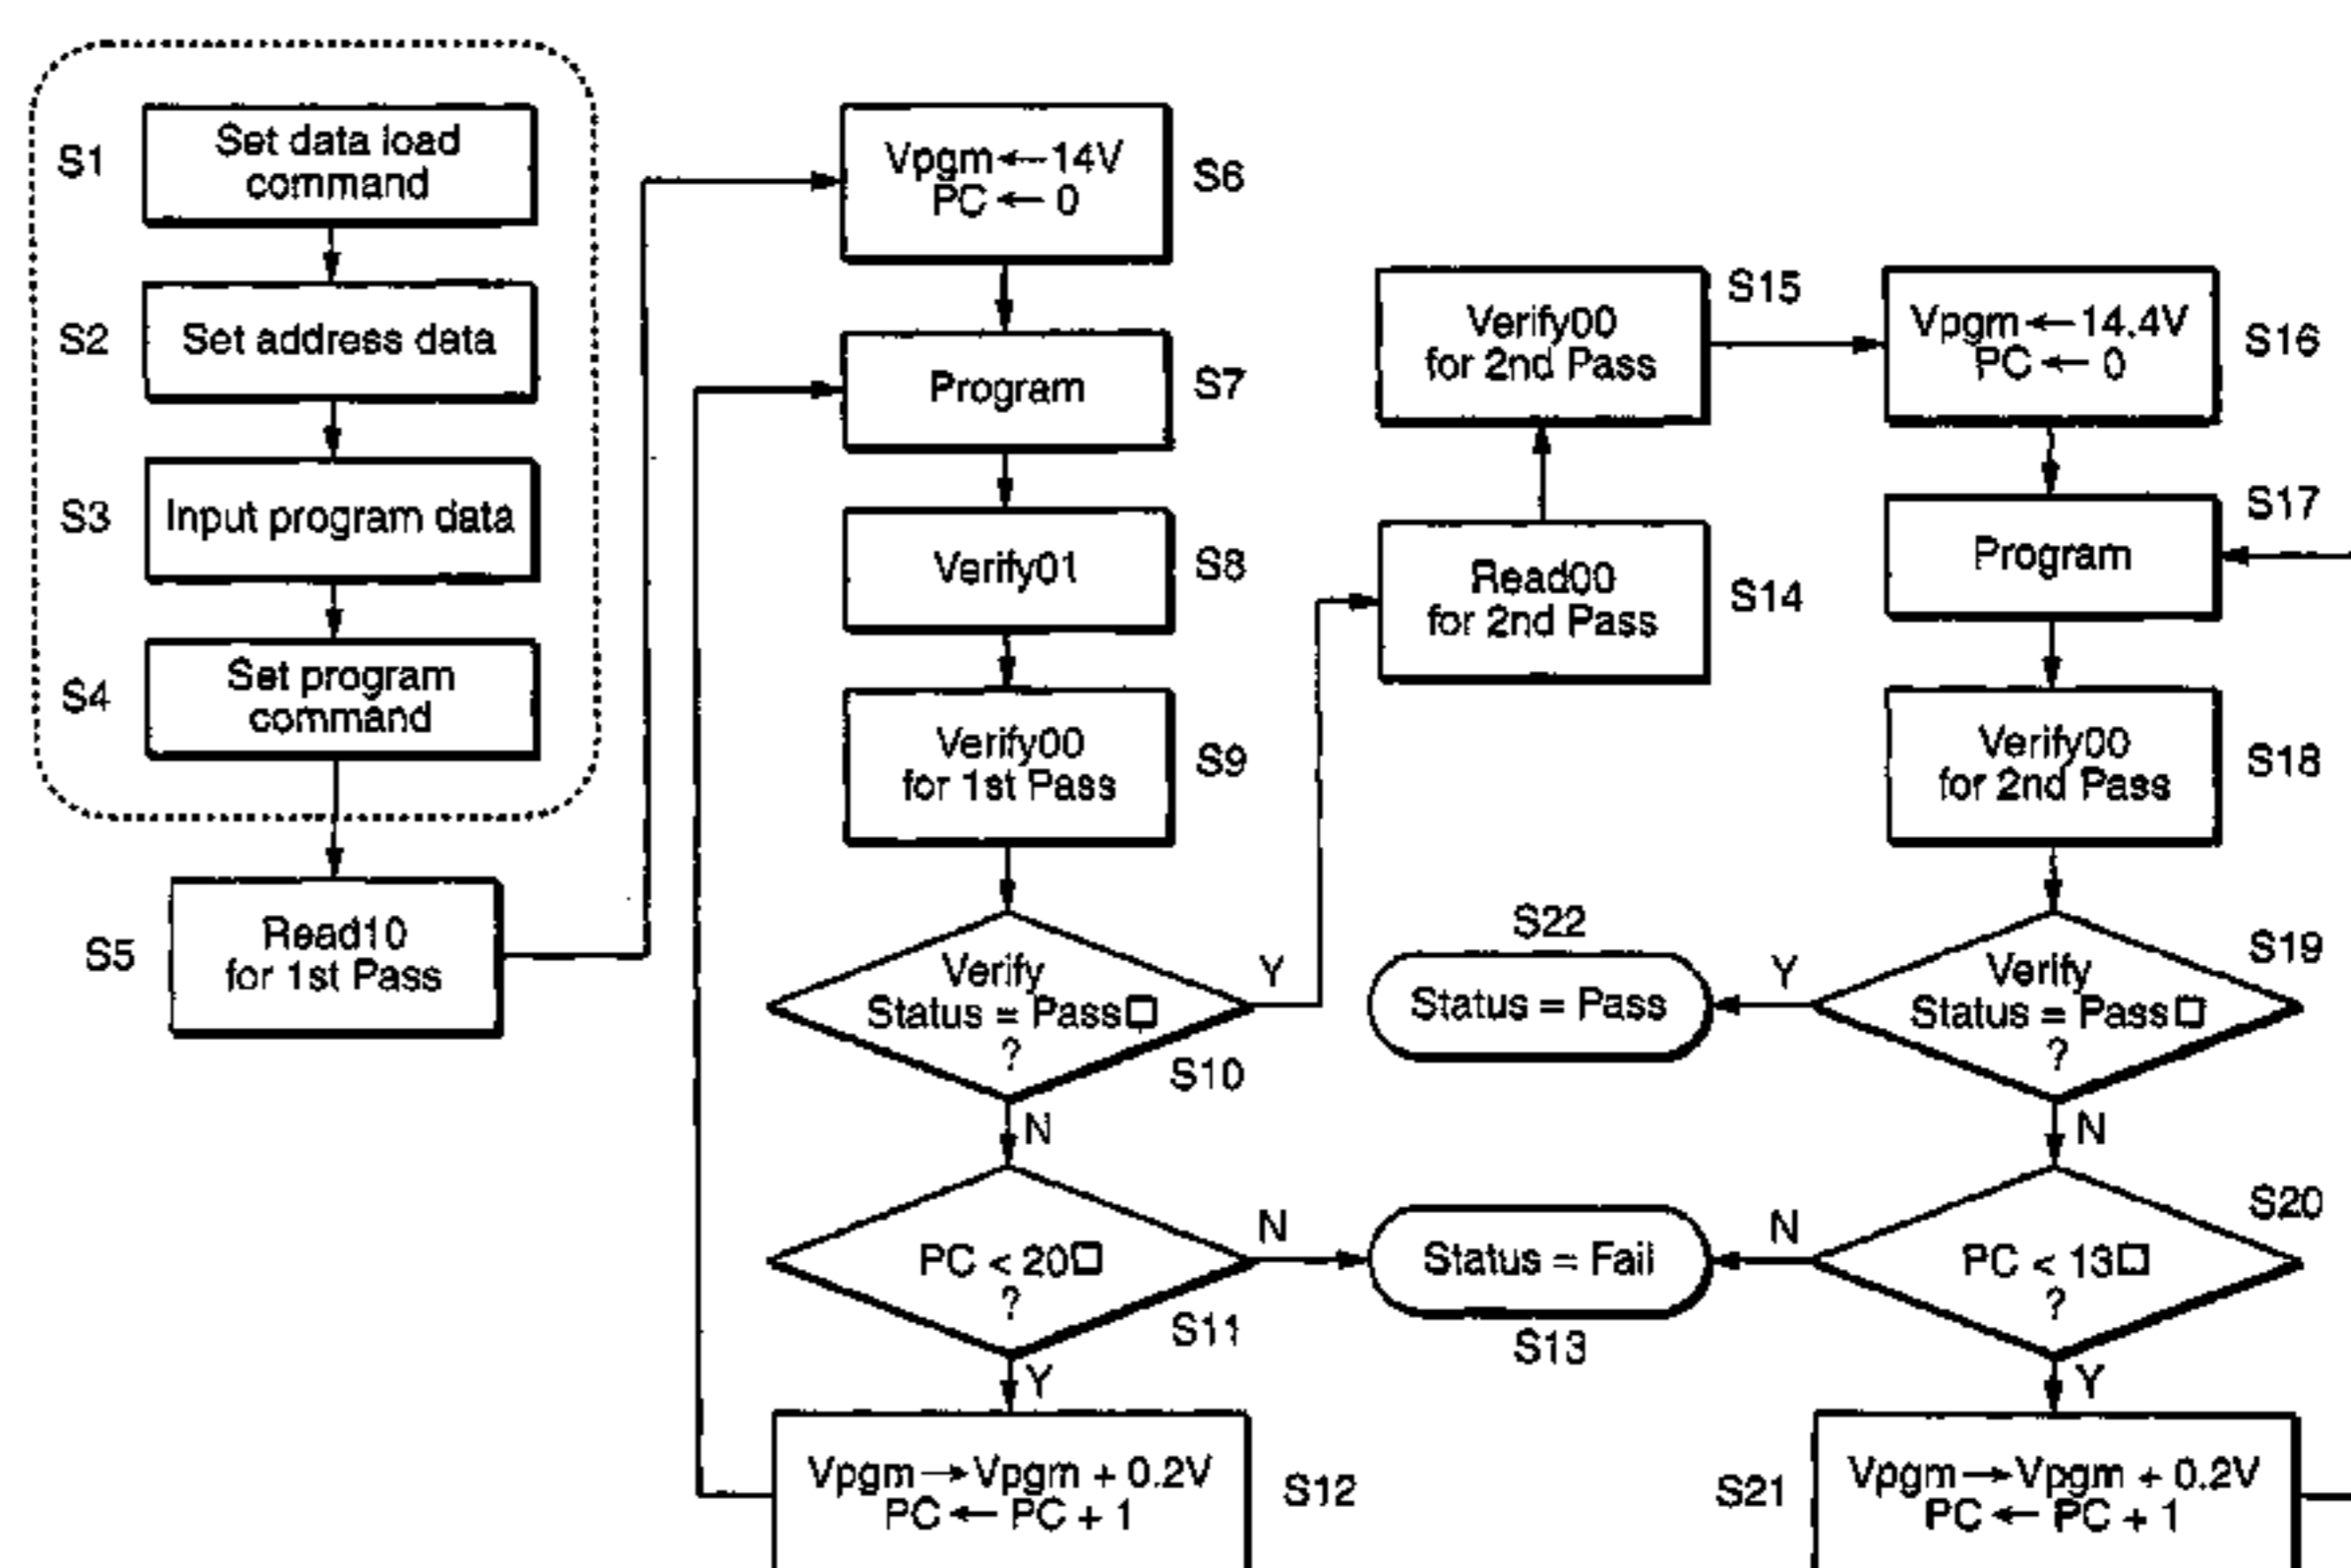 S1
Set data load
command
S2
Set address data
S3
Input program data
S4
Set program
command
S5
Read10
for 1st Pass
Vpgm←14V
PC ← 0
S6
Program
S7
Verify01
S8
Verify00
for 1st Pass
S9
Verify
Status = Pass□
?
S10
Y
N
PC < 20□
?
S11
N
Y
Vpgm→Vpgm + 0.2V
PC ← PC + 1
S12
Status = Fail
S13
Read00
for 2nd Pass
S14
Verify00
for 2nd Pass
S15
Vpgm←14.4V
PC ← 0
S16
Program
S17
Verify00
for 2nd Pass
S18
Verify
Status = Pass□
?
S19
Y
N
S22
Status = Pass
PC < 13□
?
S20
N
Y
Vpgm→Vpgm + 0.2V
PC ← PC + 1
S21